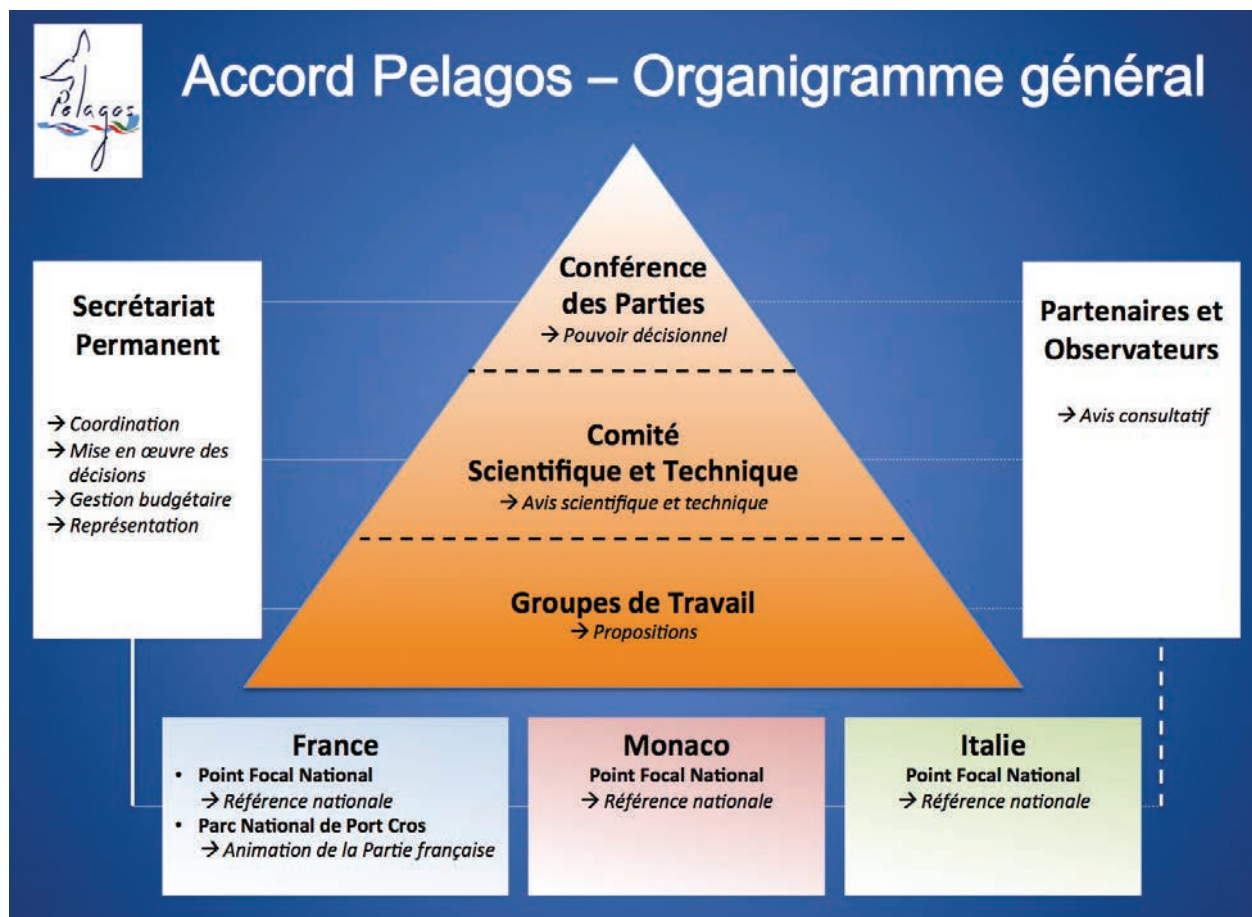 Pelagos
Accord Pelagos – Organigramme général
Secrétariat
Permanent
→ Coordination
→ Mise en œuvre des
décisions
→ Gestion budgétaire
→ Représentation
Conférence
des Parties
→ Pouvoir décisionnel
Comité
Scientifique et Technique
→ Avis scientifique et technique
Groupes de Travail
→ Propositions
Partenaires et
Observateurs
→ Avis consultatif
France
• Point Focal National
→ Référence nationale
• Parc National de Port Cros
→ Animation de la Partie française
Monaco
Point Focal National
→ Référence nationale
Italie
Point Focal National
→ Référence nationale